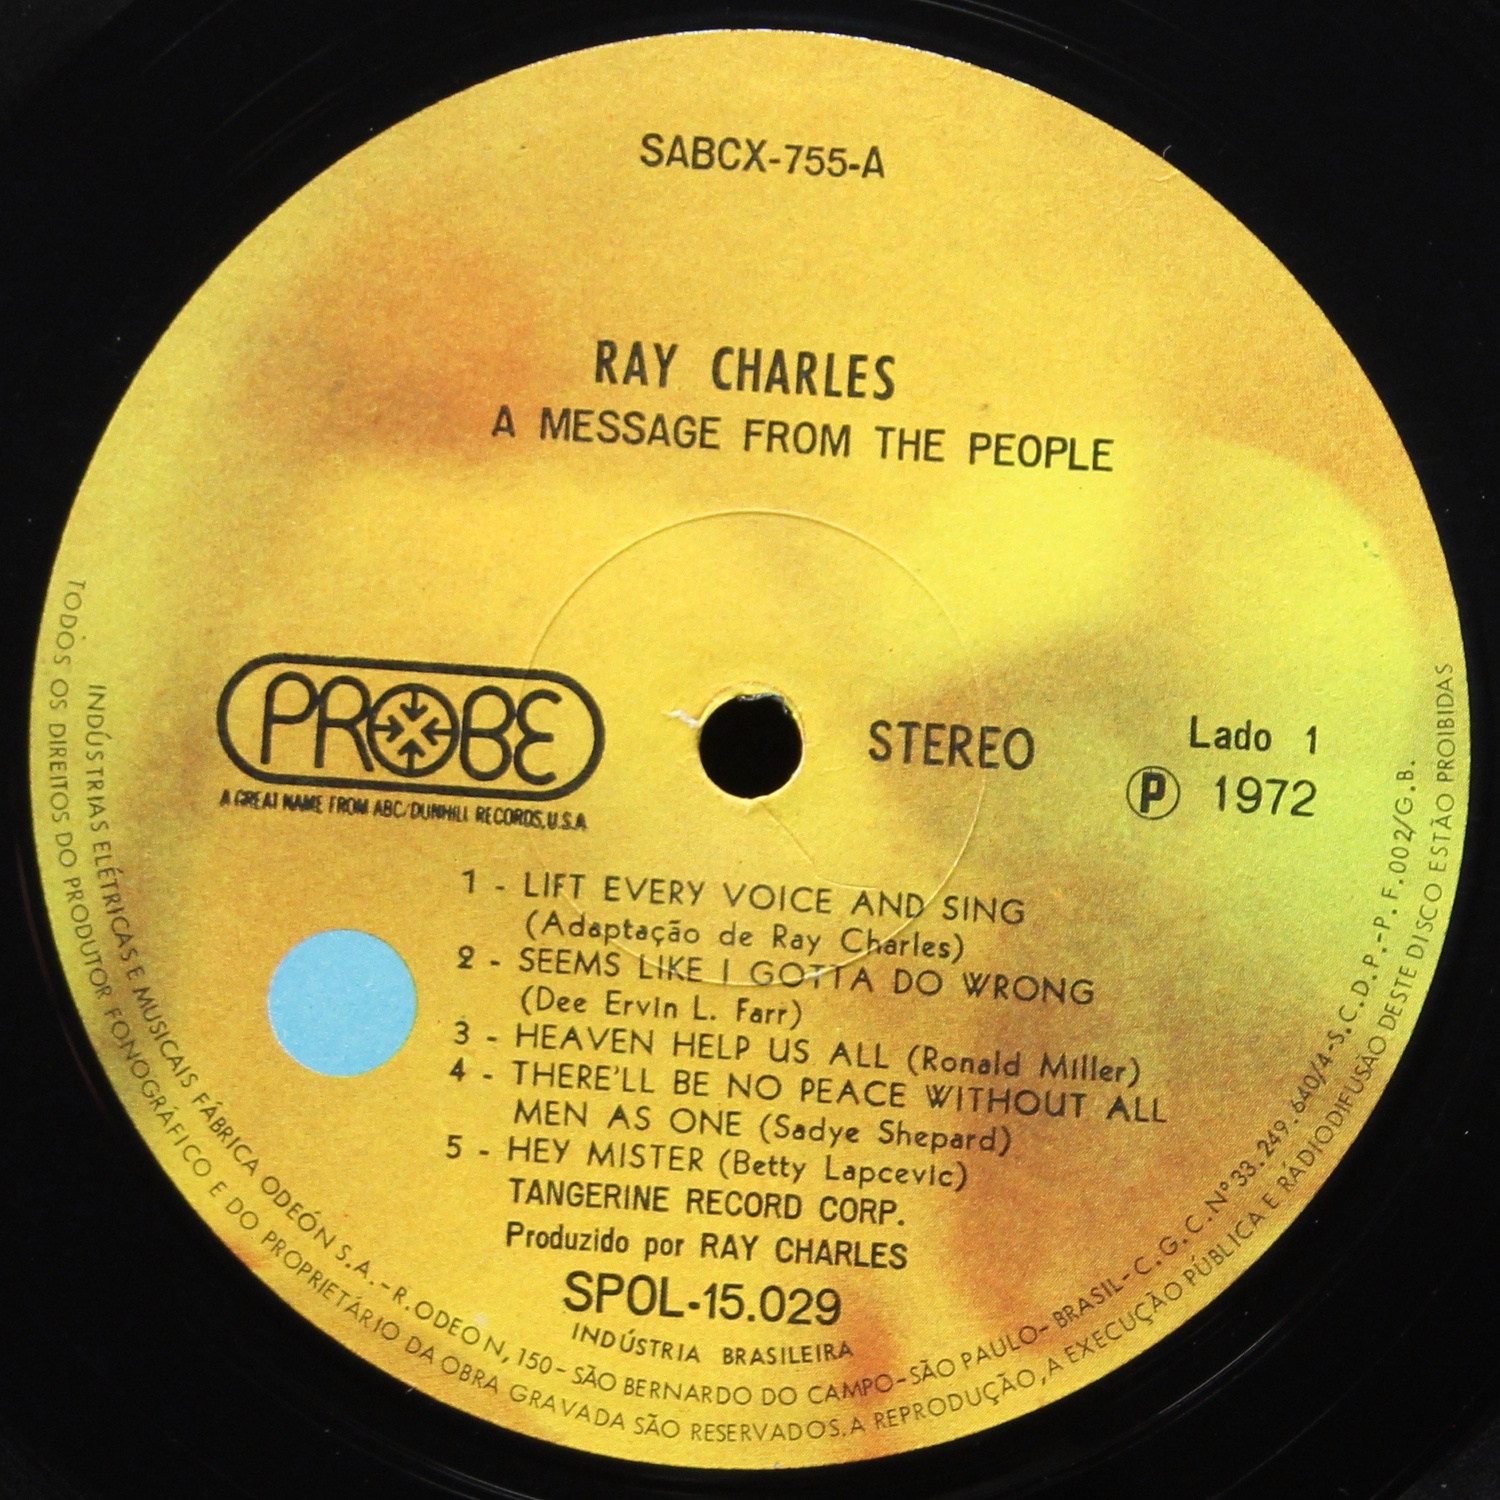 SABCX-755-A
RAY CHARLES
A MESSAGE FROM THE PEOPLE
PROBE
A GREAT NAME FROM ABC/DUNHILL RECORDS, U.S.A
STEREO
Lado 1
Ⓟ 1972
1 - LIFT EVERY VOICE AND SING
(Adaptação de Ray Charles)
2 - SEEMS LIKE I GOTTA DO WRONG
(Dee Ervin L. Farr)
3 - HEAVEN HELP US ALL (Ronald Miller)
4 - THERE'LL BE NO PEACE WITHOUT ALL
MEN AS ONE (Sadye Shepard)
5 - HEY MISTER (Betty Lapcevic)
TANGERINE RECORD CORP.
Produzido por RAY CHARLES
SPOL-15.029
INDÚSTRIA BRASILEIRA
INDÚSTRIAS ELÉTRICAS E MUSICAIS FÁBRICA ODEÓN S.A.-R. ODEON, 150-SÃO BERNARDO DO CAMPO-SÃO PAULO-BRASIL-C.G.C. Nº 33.249.640/4-S.C.D.P.-P.F.002/G.B.
TODOS OS DIREITOS DO PRODUTOR FONOGRÁFICO E DO PROPRIETÁRIO DA OBRA GRAVADA SÃO RESERVADOS. A REPRODUÇÃO, A EXECUÇÃO PÚBLICA E RÁDIODIFUSÃO DESTE DISCO ESTÃO PROIBIDAS